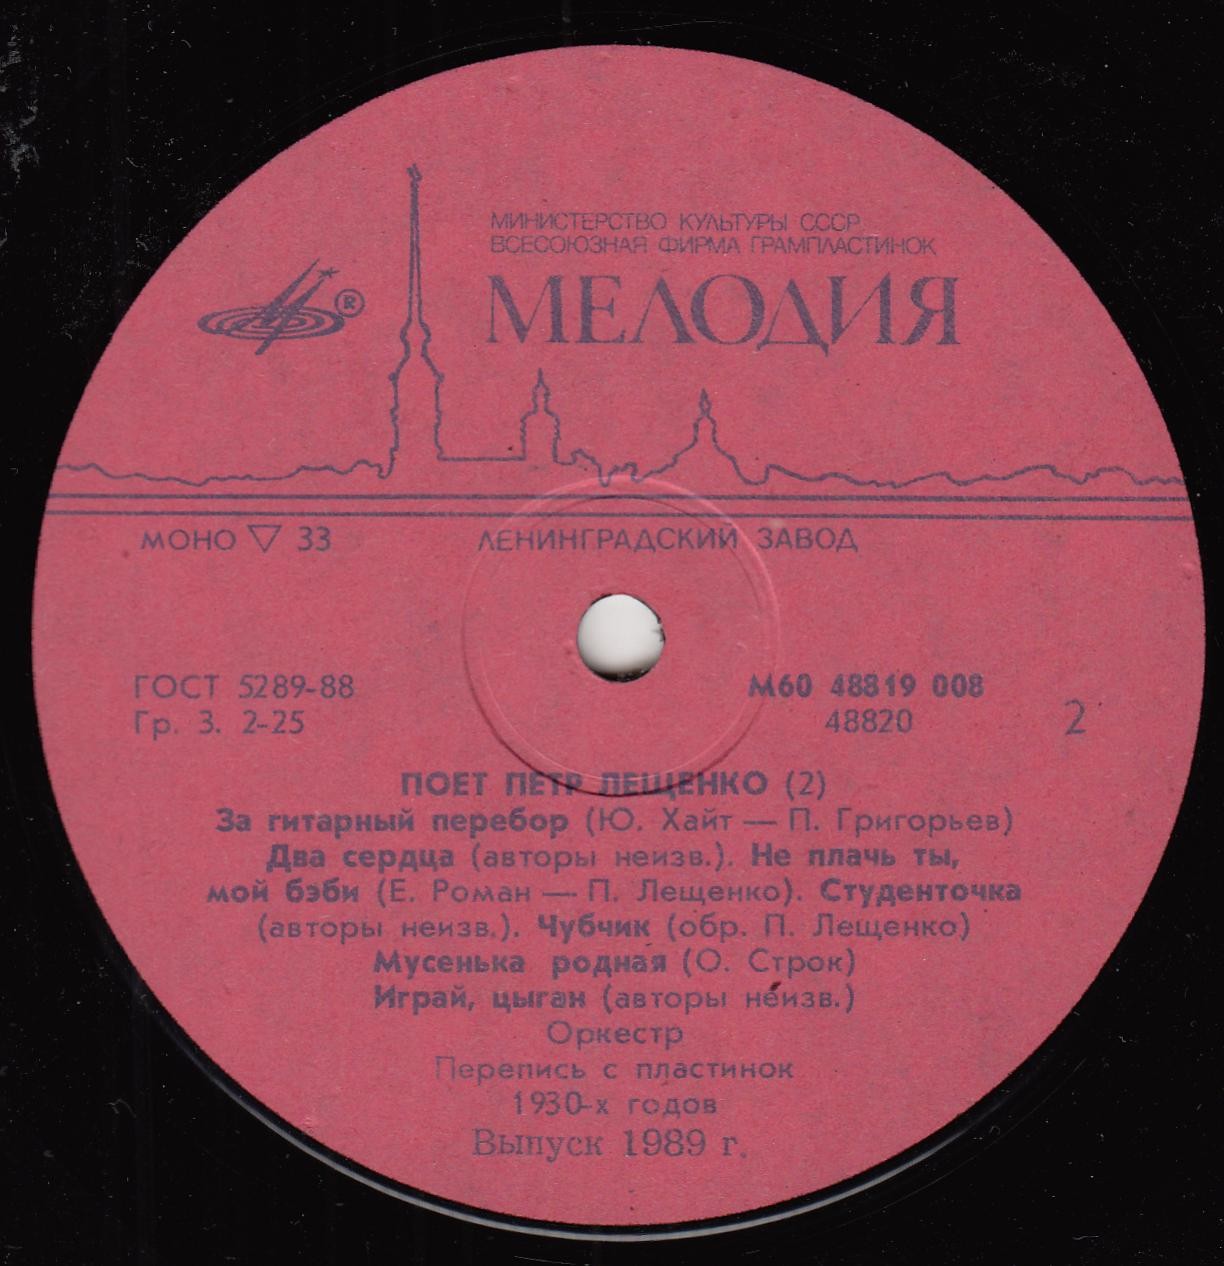 МИНИСТЕРСТВО КУЛЬТУРЫ СССР
ВСЕСОЮЗНАЯ ФИРМА ГРАМПЛАСТИНОК
МЕЛОДИЯ
®
МОНО ▽ 33
ЛЕНИНГРАДСКИЙ ЗАВОД
ГОСТ 5289-88
Гр. 3. 2-25
М60 48819 008
48820
2
ПОЕТ ПЕТР ЛЕЩЕНКО (2)
За гитарный перебор (Ю. Хайт — П. Григорьев)
Два сердца (авторы неизв.). Не плачь ты,
мой бэби (Е. Роман — П. Лещенко). Студенточка
(авторы неизв.). Чубчик (обр. П. Лещенко)
Мусенька родная (О. Строк)
Играй, цыган (авторы неизв.)
Оркестр
Перепись с пластинок
1930-х годов
Выпуск 1989 г.